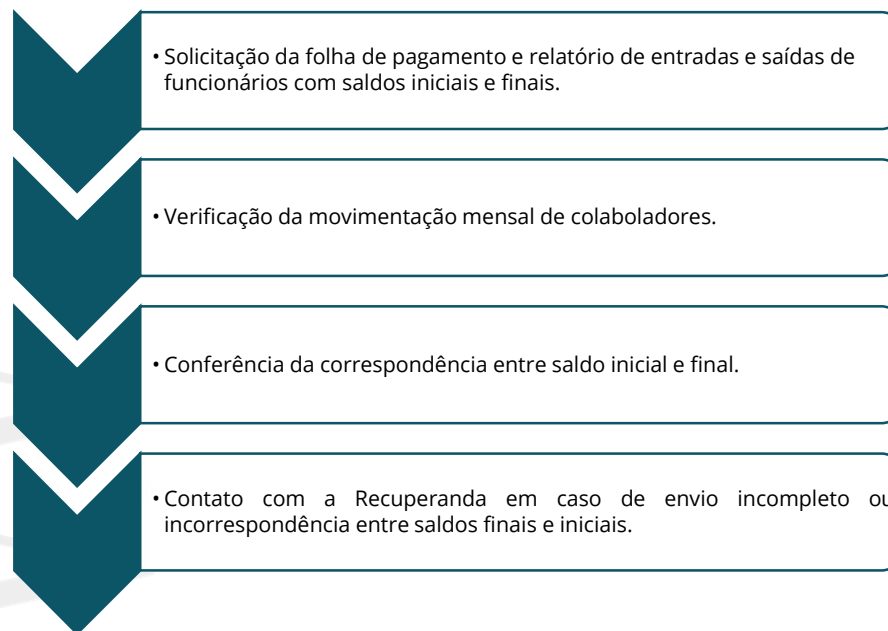 • Solicitação da folha de pagamento e relatório de entradas e saídas de
funcionários com saldos iniciais e finais.
• Verificação da movimentação mensal de colaboladores.
• Conferência da correspondência entre saldo inicial e final.
• Contato com a Recuperanda em caso de envio incompleto ou
incorrespondência entre saldos finais e iniciais.